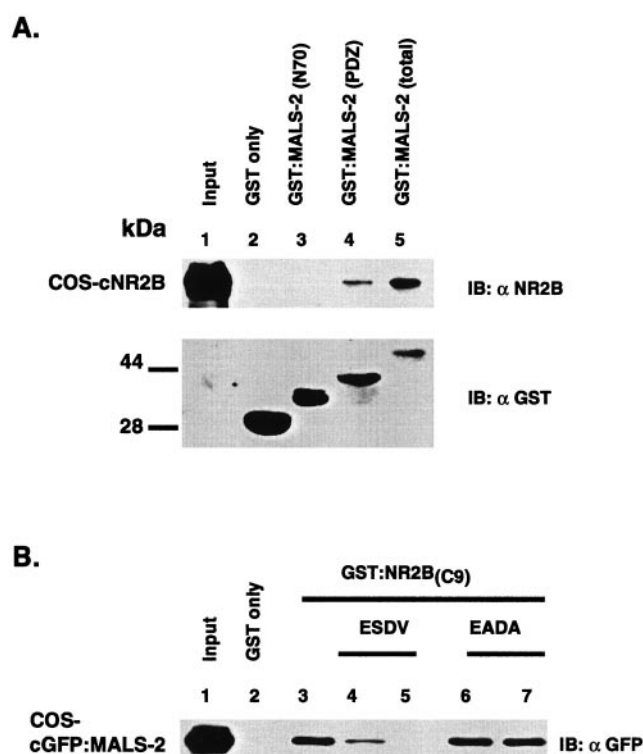 A.
Input
GST only
GST:MALS-2 (N70)
GST:MALS-2 (PDZ)
GST:MALS-2 (total)
kDa
1 2 3 4 5
COS-cNR2B
IB: α NR2B
44
28
IB: α GST
B.
GST:NR2B(C9)
Input
GST only
ESDV EADA
1 2 3 4 5 6 7
COS-
cGFP:MALS-2
IB: α GFP